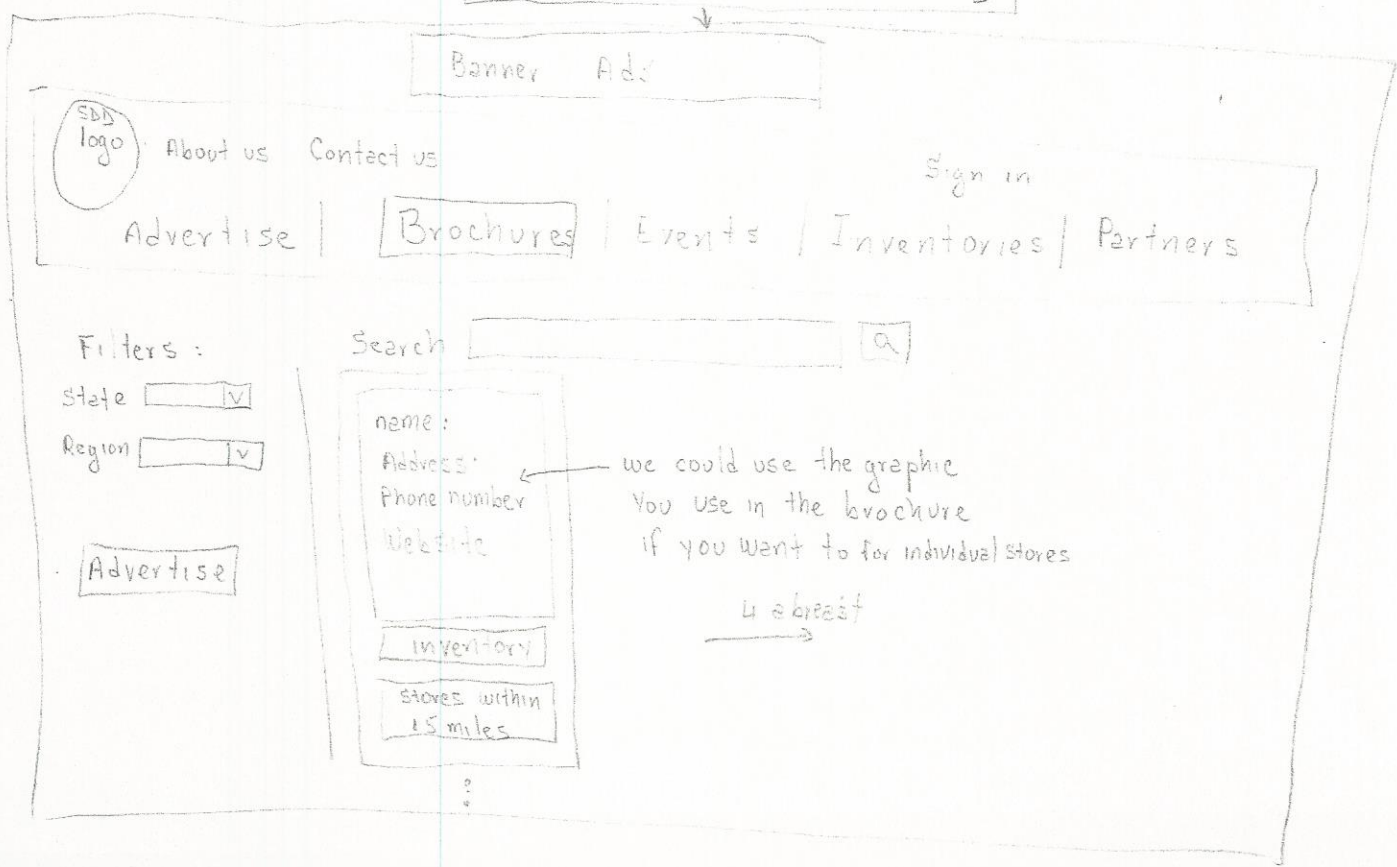 Banner Ads
SDD
logo
About us Contact us
Sign in
Advertise | Brochures | Events | Inventories | Partners
Filters :
State V
Region V
Advertise
Search
name :
Address:
Phone number
Website
inventory
stores within
15 miles
we could use the graphic
You use in the brochure
if you want to for individual stores
4 abreast